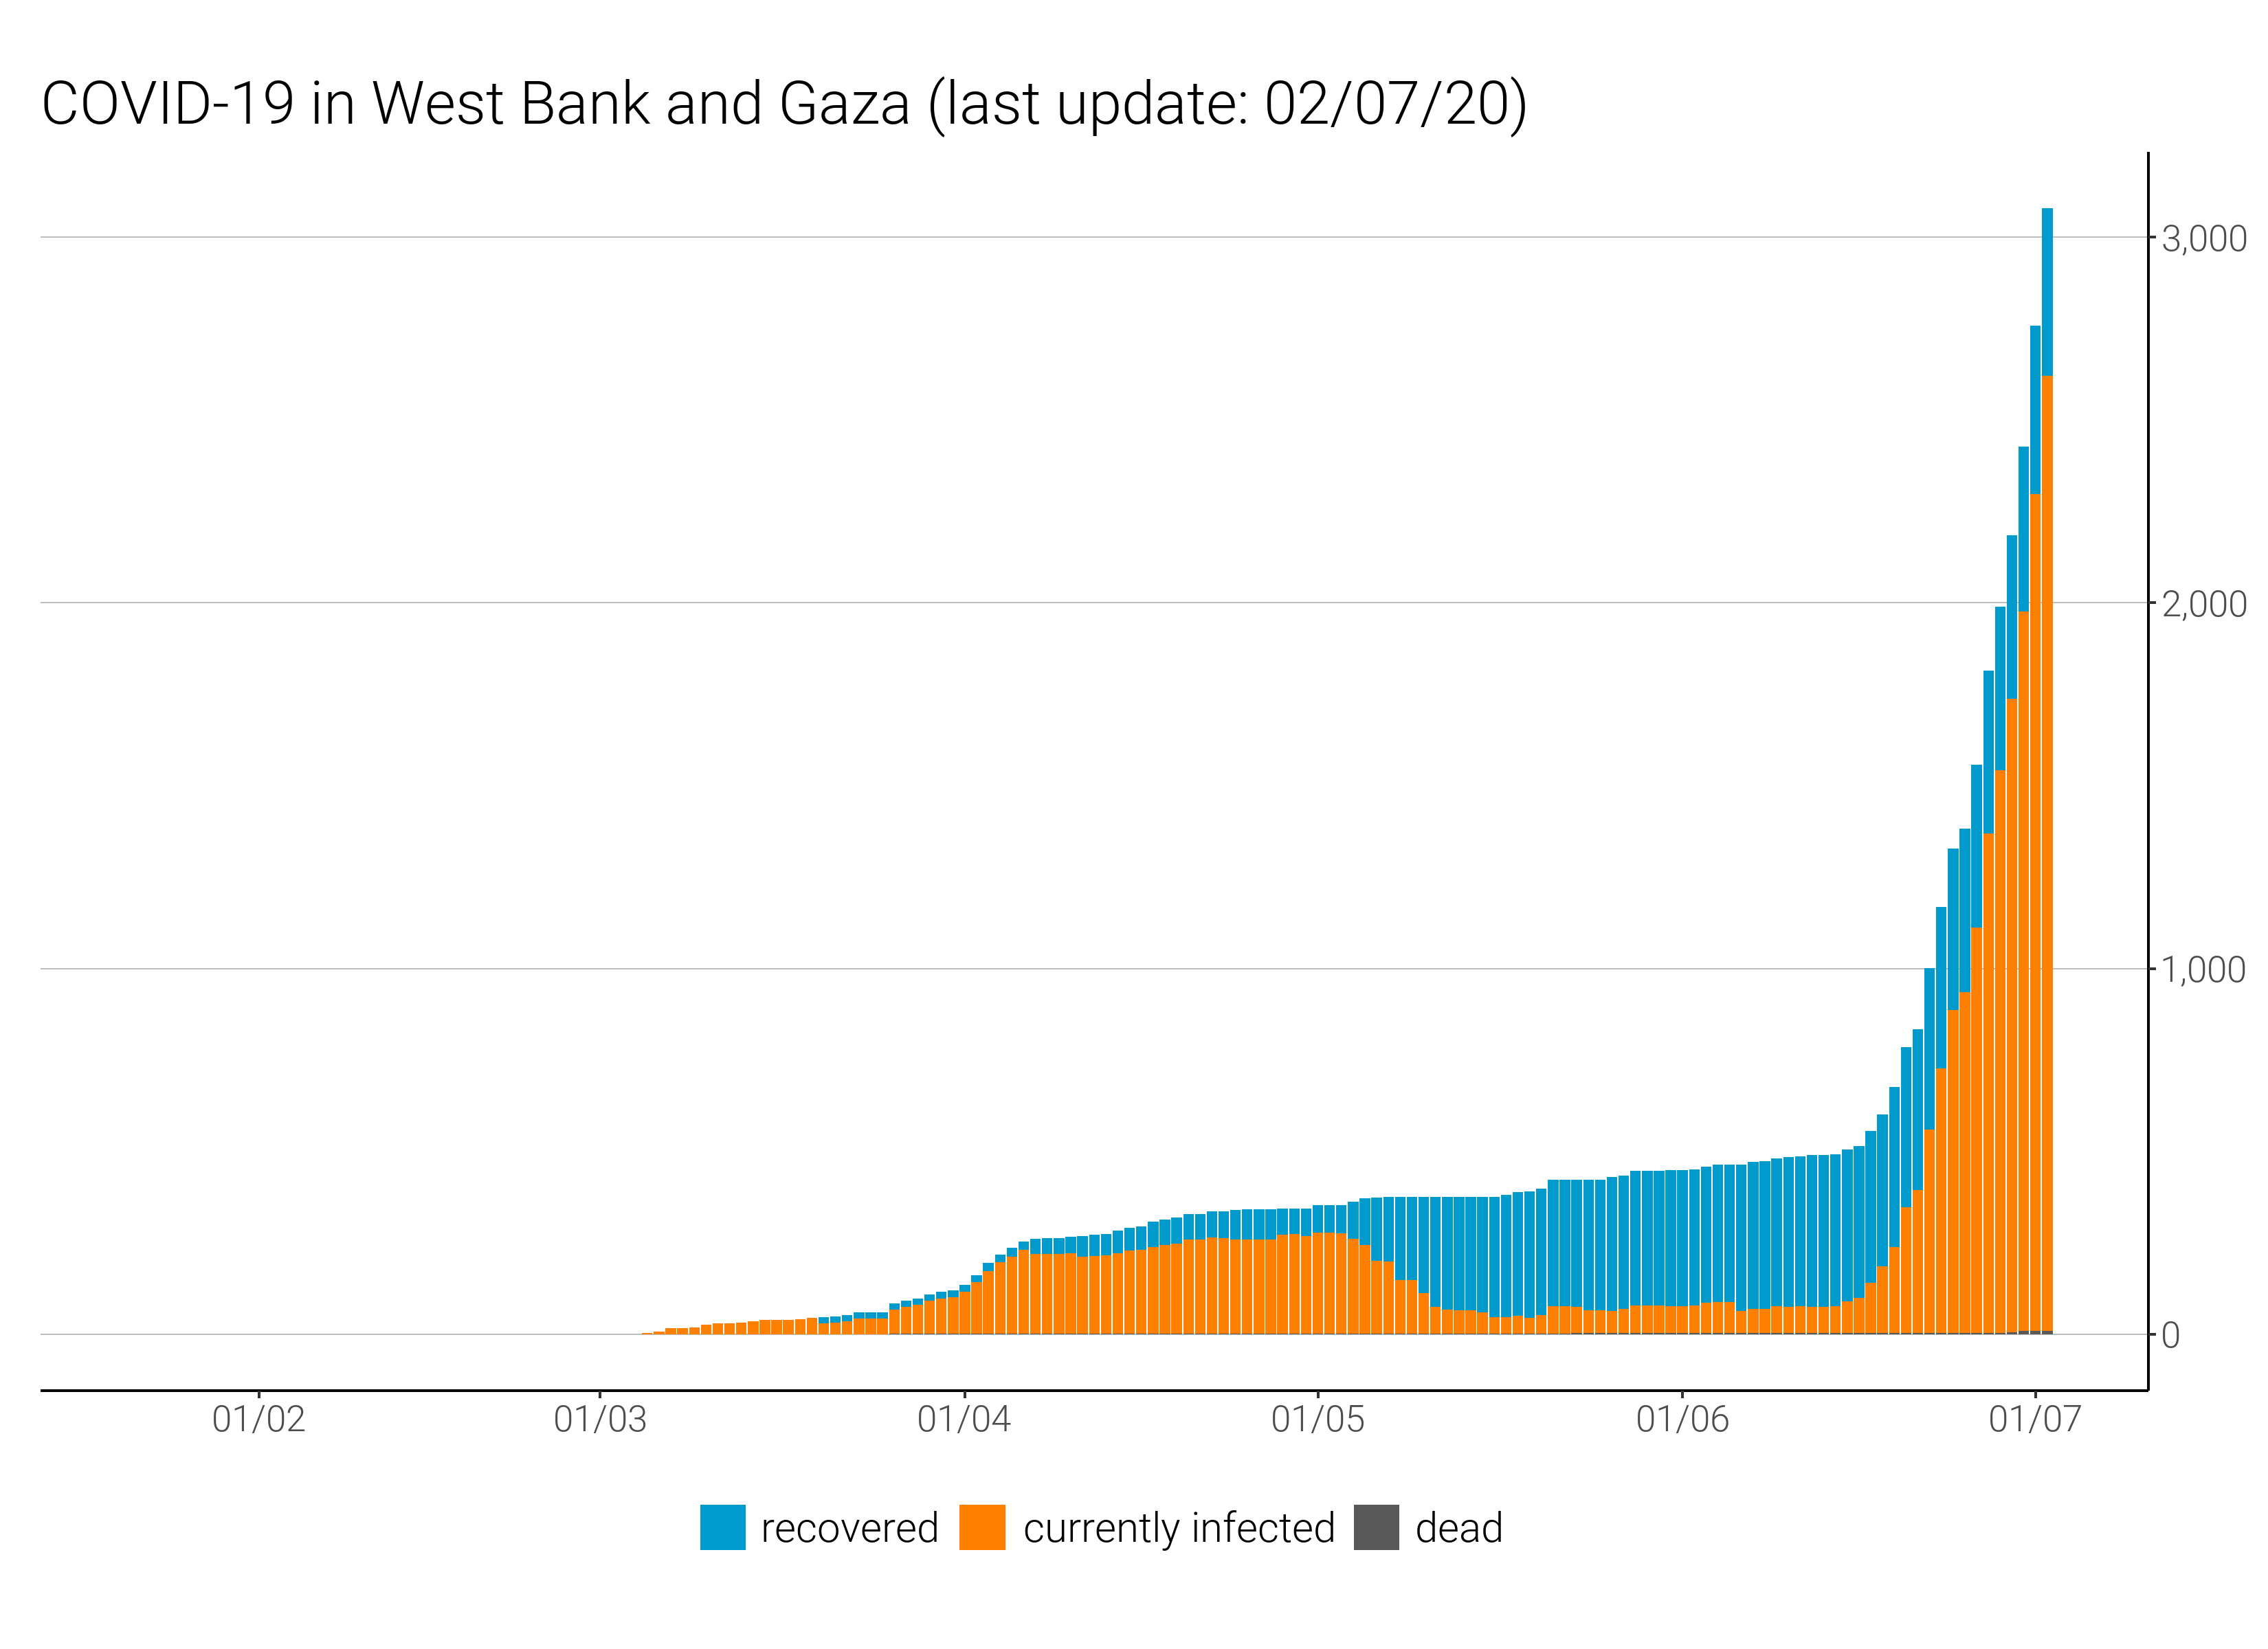 COVID-19 in West Bank and Gaza (last update: 02/07/20)
3,000
2,000
1,000
0
01/02 01/03 01/04 01/05 01/06 01/07
recovered currently infected dead